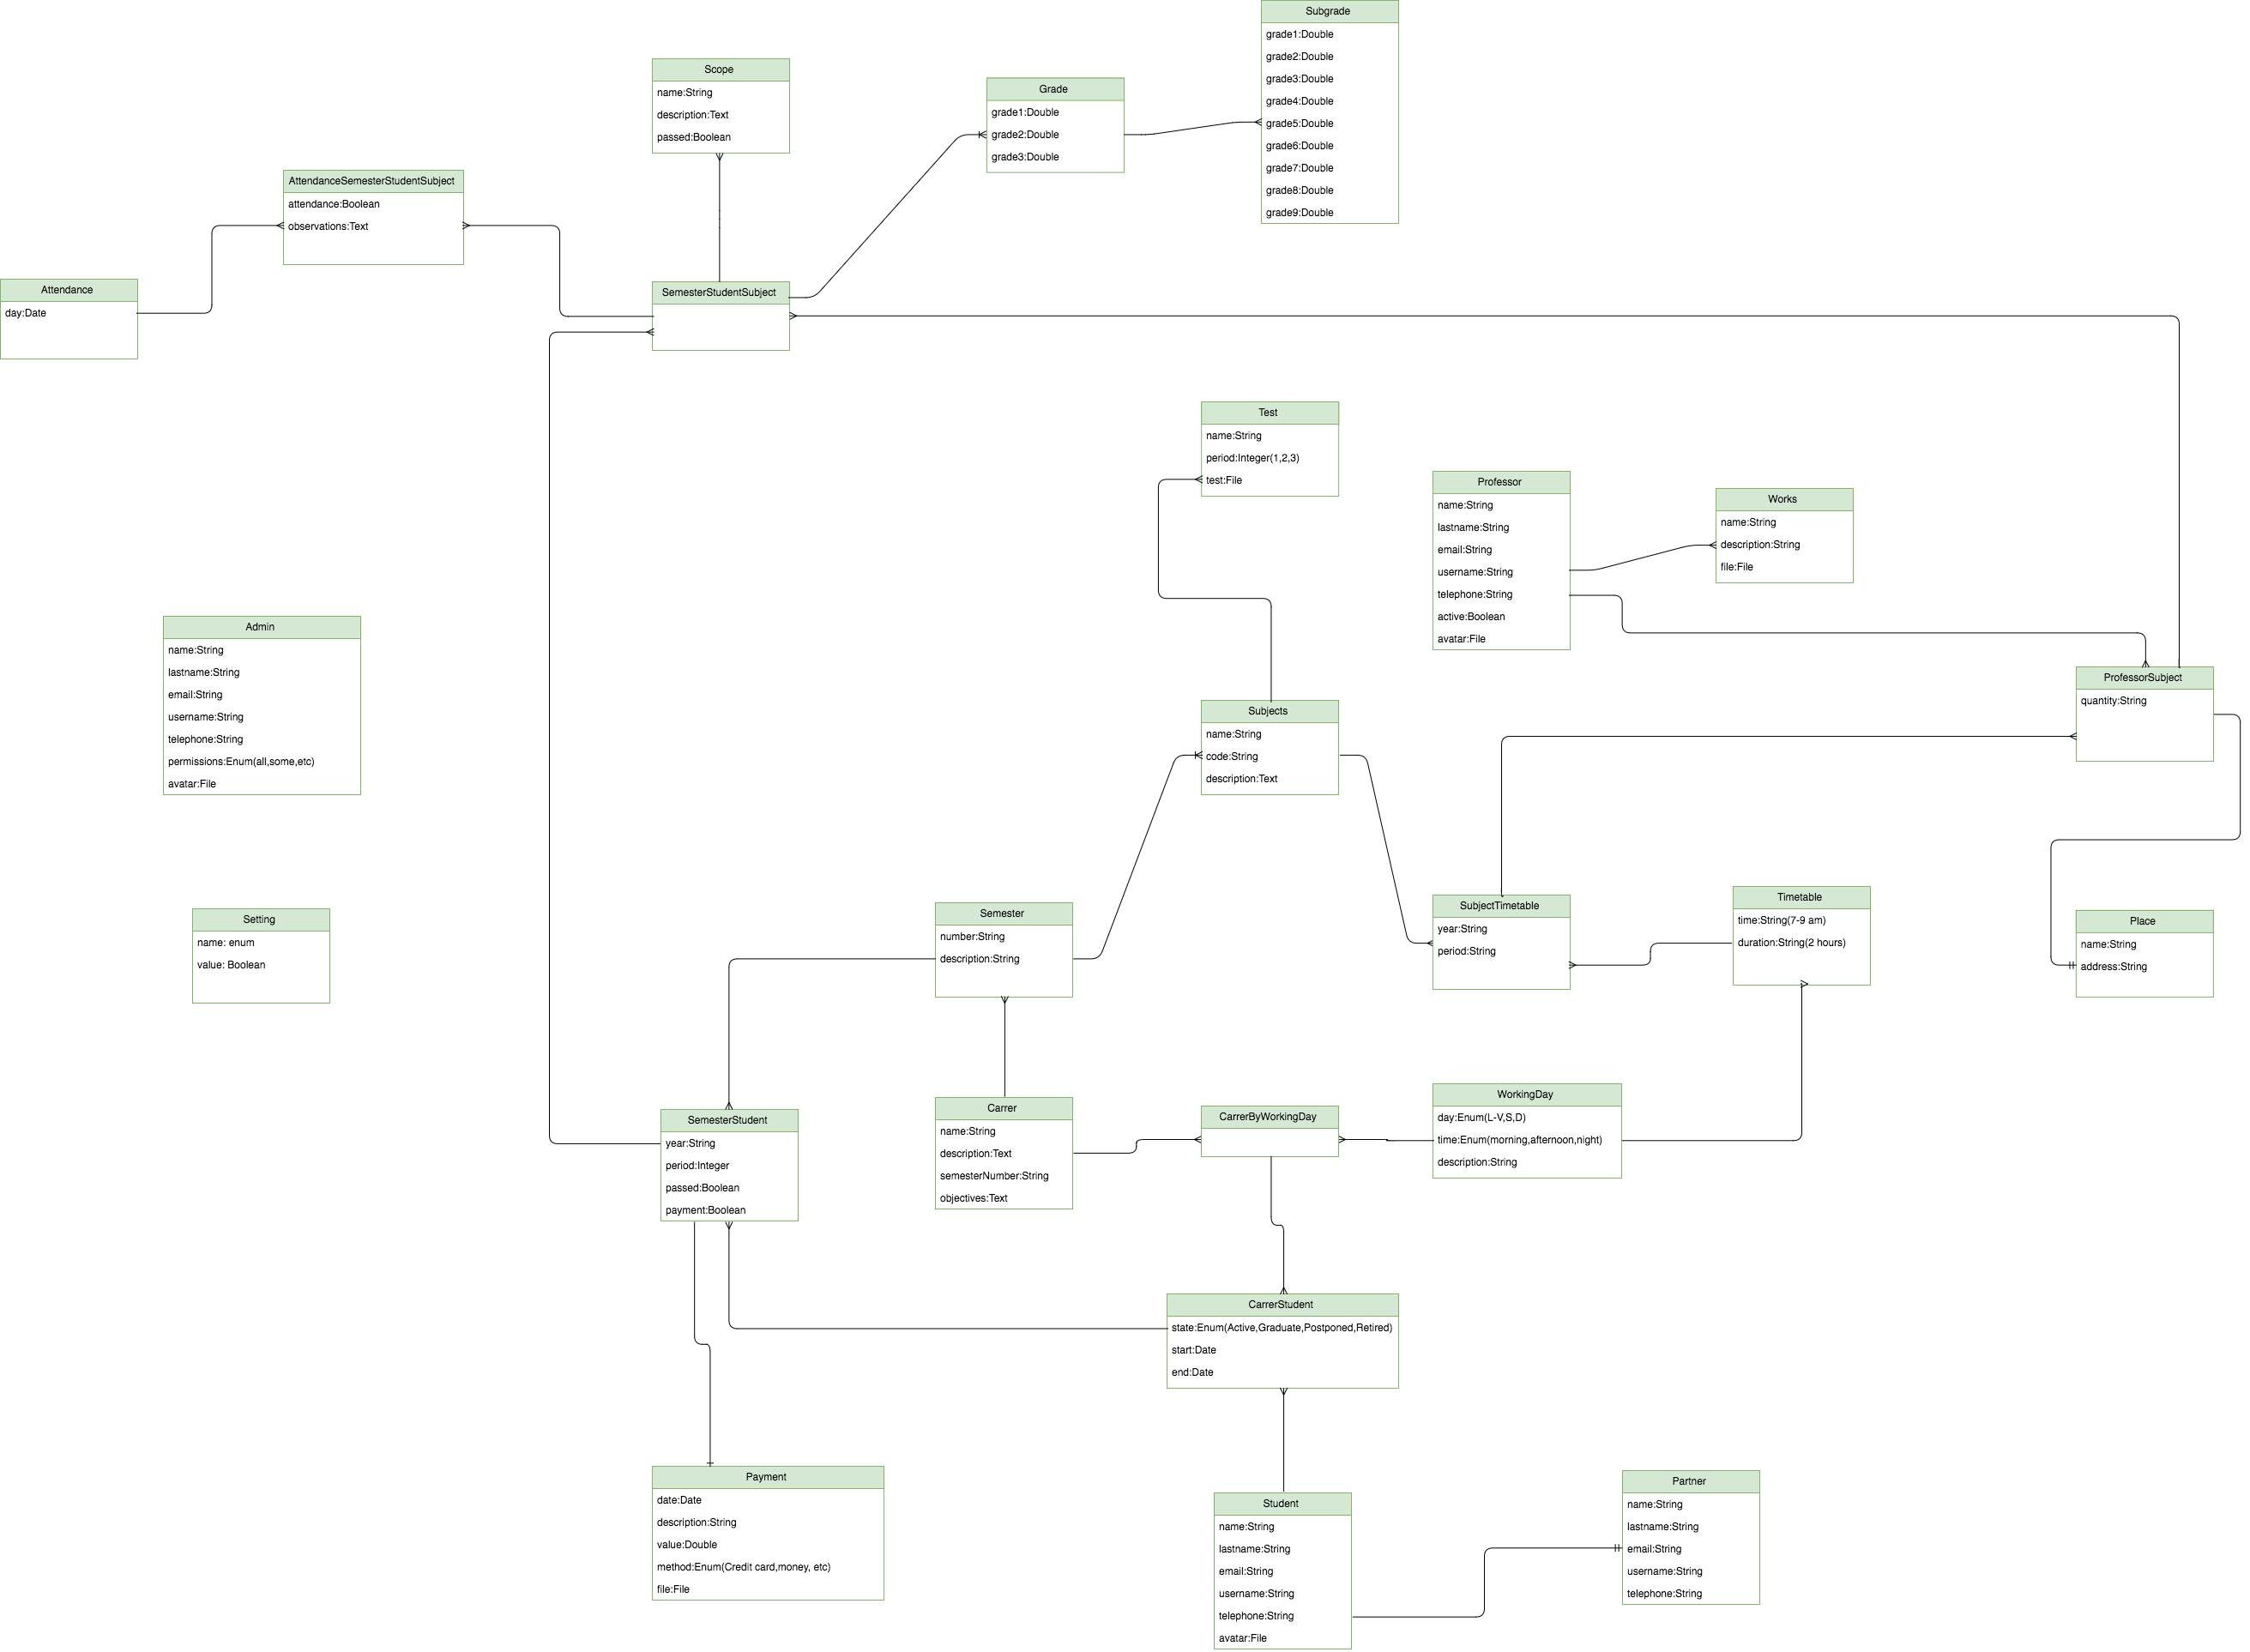 Subgrade
grade1:Double
grade2:Double
grade3:Double
grade4:Double
grade5:Double
grade6:Double
grade7:Double
grade8:Double
grade9:Double
Scope
name:String
description:Text
passed:Boolean
Grade
grade1:Double
grade2:Double
grade3:Double
AttendanceSemesterStudentSubject
attendance:Boolean
observations:Text
Attendance
day:Date
SemesterStudentSubject
Test
name:String
period:Integer(1,2,3)
test:File
Professor
name:String
lastname:String
email:String
username:String
telephone:String
active:Boolean
avatar:File
Works
name:String
description:String
file:File
Admin
name:String
lastname:String
email:String
username:String
telephone:String
permissions:Enum(all,some,etc)
avatar:File
ProfessorSubject
quantity:String
Subjects
name:String
code:String
description:Text
Setting
name: enum
value: Boolean
Semester
number:String
description:String
SubjectTimetable
year:String
period:String
Timetable
time:String(7-9 am)
duration:String(2 hours)
Place
name:String
address:String
SemesterStudent
year:String
period:Integer
passed:Boolean
payment:Boolean
Carrer
name:String
description:Text
semesterNumber:String
objectives:Text
CarrerByWorkingDay
WorkingDay
day:Enum(L-V,S,D)
time:Enum(morning,afternoon,night)
description:String
CarrerStudent
state:Enum(Active,Graduate,Postponed,Retired)
start:Date
end:Date
Payment
date:Date
description:String
value:Double
method:Enum(Credit card,money, etc)
file:File
Student
name:String
lastname:String
email:String
username:String
telephone:String
avatar:File
Partner
name:String
lastname:String
email:String
username:String
telephone:String